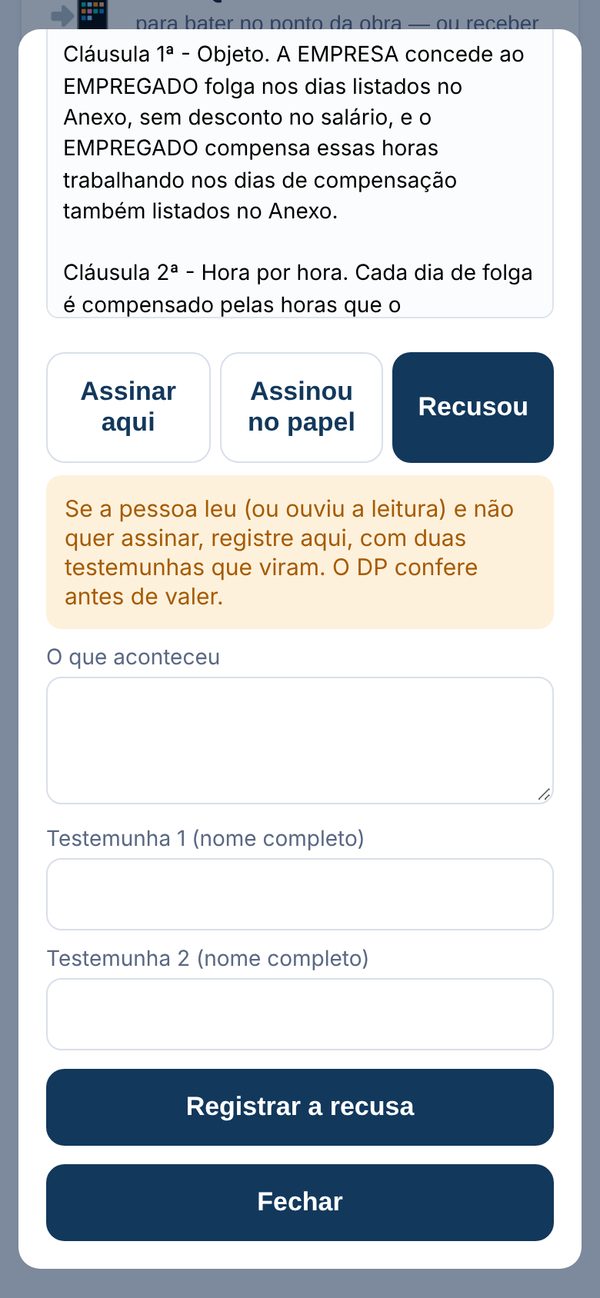 para bater no ponto da obra — ou receber
Cláusula 1ª - Objeto. A EMPRESA concede ao
EMPREGADO folga nos dias listados no
Anexo, sem desconto no salário, e o
EMPREGADO compensa essas horas
trabalhando nos dias de compensação
também listados no Anexo.
Cláusula 2ª - Hora por hora. Cada dia de folga
é compensado pelas horas que o
Assinar
aqui
Assinou
no papel
Recusou
Se a pessoa leu (ou ouviu a leitura) e não
quer assinar, registre aqui, com duas
testemunhas que viram. O DP confere
antes de valer.
O que aconteceu
Testemunha 1 (nome completo)
Testemunha 2 (nome completo)
Registrar a recusa
Fechar